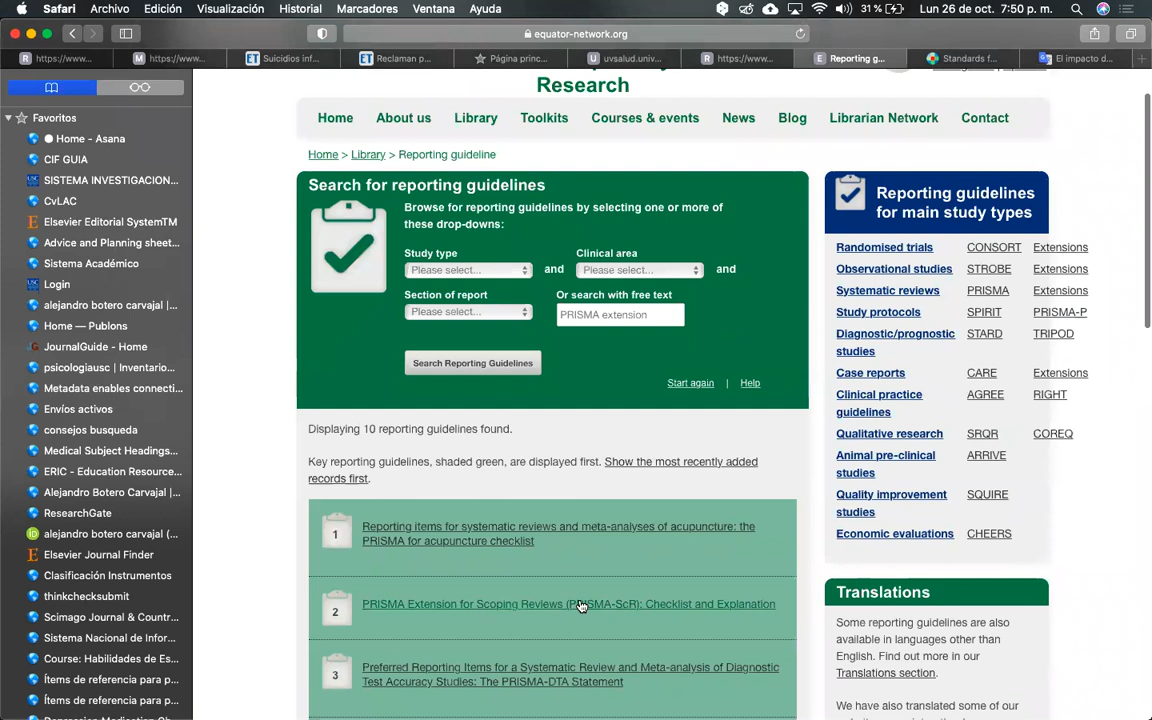 Safari Archivo Edición Visualización Historial Marcadores Ventana Ayuda 31 % Lun 26 de oct. 7:50 p. m.
equator-network.org
R https://www... M https://www... ET Suicidios inf... ET Reclaman p... Página princ... U uvsalud.univ... R https://www... E Reporting g... Standards f... El impacto d...
Favoritos
Home - Asana
CIF GUIA
SISTEMA INVESTIGACION...
CvLAC
Elsevier Editorial SystemTM
Advice and Planning sheet...
Sistema Académico
Login
alejandro botero carvajal |...
Home — Publons
JournalGuide - Home
psicologiausc | Inventario...
Metadata enables connecti...
Envíos activos
consejos busqueda
Medical Subject Headings...
ERIC - Education Resource...
Alejandro Botero Carvajal |...
ResearchGate
alejandro botero carvajal (...
Elsevier Journal Finder
Clasificación Instrumentos
thinkchecksubmit
Scimago Journal & Country...
Sistema Nacional de Infor...
Course: Habilidades de Es...
Ítems de referencia para p...
Ítems de referencia para p...
Research
Home About us Library Toolkits Courses & events News Blog Librarian Network Contact
Home > Library > Reporting guideline
Search for reporting guidelines
Browse for reporting guidelines by selecting one or more of
these drop-downs:
Study type Clinical area
Please select... and Please select... and
Section of report Or search with free text
Please select... PRISMA extension
Search Reporting Guidelines
Start again | Help
Displaying 10 reporting guidelines found.
Key reporting guidelines, shaded green, are displayed first. Show the most recently added
records first.
1 Reporting items for systematic reviews and meta-analyses of acupuncture: the
PRISMA for acupuncture checklist
2 PRISMA Extension for Scoping Reviews (PRISMA-ScR): Checklist and Explanation
3 Preferred Reporting Items for a Systematic Review and Meta-analysis of Diagnostic
Test Accuracy Studies: The PRISMA-DTA Statement
Reporting guidelines
for main study types
Randomised trials CONSORT Extensions
Observational studies STROBE Extensions
Systematic reviews PRISMA Extensions
Study protocols SPIRIT PRISMA-P
Diagnostic/prognostic STARD TRIPOD
studies
Case reports CARE Extensions
Clinical practice AGREE RIGHT
guidelines
Qualitative research SRQR COREQ
Animal pre-clinical ARRIVE
studies
Quality improvement SQUIRE
studies
Economic evaluations CHEERS
Translations
Some reporting guidelines are also
available in languages other than
English. Find out more in our
Translations section.
We have also translated some of our